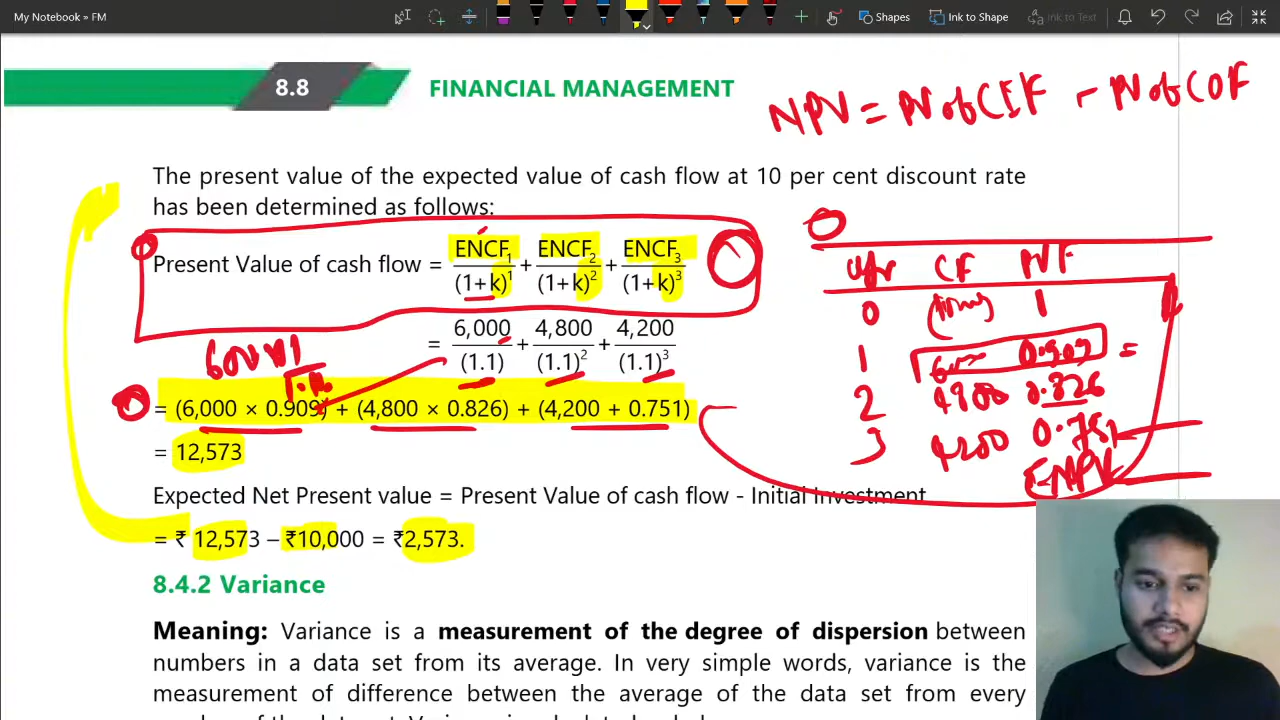 My Notebook » FM
Shapes
Ink to Shape
Ink to Text
8.8
FINANCIAL MANAGEMENT
NPV = PV of CIF - PV of COF
The present value of the expected value of cash flow at 10 per cent discount rate
has been determined as follows:
Present Value of cash flow = ENCF₁/(1+ k)¹ + ENCF₂/(1+k)² + ENCF₃/(1+k)³
= 6,000/(1.1) + 4,800/(1.1)² + 4,200/(1.1)³
= (6,000 × 0.909) + (4,800 × 0.826) + (4,200 + 0.751)
= 12,573
Expected Net Present value = Present Value of cash flow - Initial Investment
= ₹ 12,573 – ₹10,000 = ₹2,573.
CF PVF
0 1
1 0.909 =
2 4800 0.826
3 4200 0.751
ENPV
8.4.2 Variance
Meaning: Variance is a measurement of the degree of dispersion between
numbers in a data set from its average. In very simple words, variance is the
measurement of difference between the average of the data set from every